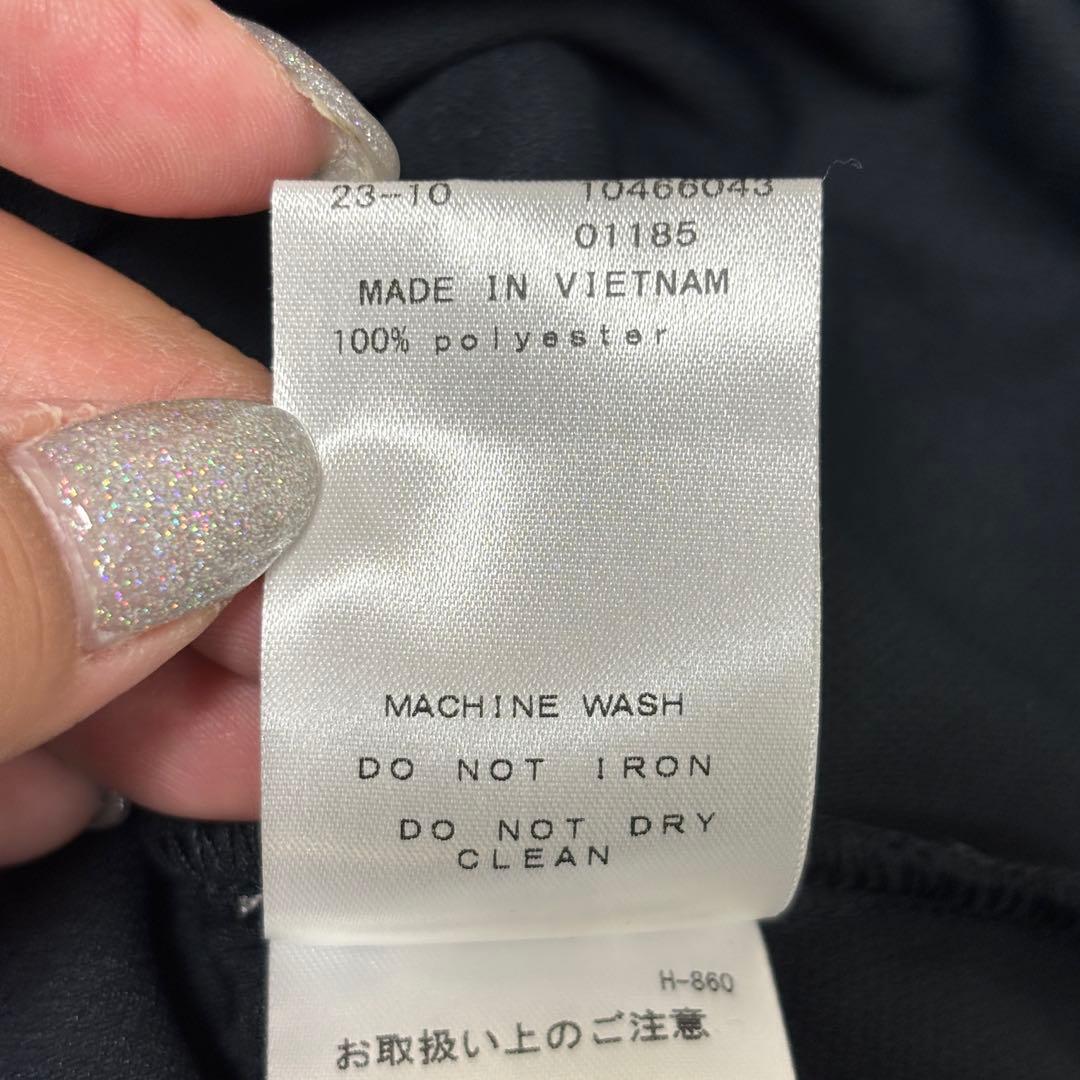 23-10 10466043
01185
MADE IN VIETNAM
100% polyester
MACHINE WASH
DO NOT IRON
DO NOT DRY
CLEAN
H-860
お取扱い上のご注意